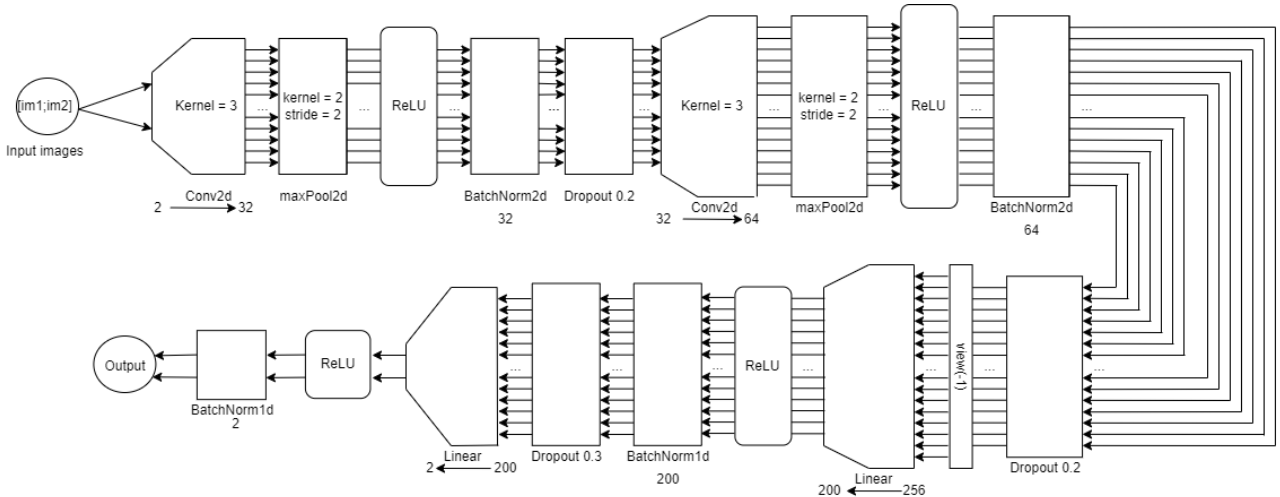 [im1;im2]
Input images
Kernel = 3
Conv2d
2 32
...
kernel = 2
stride = 2
maxPool2d
...
ReLU
...
BatchNorm2d
32
...
Dropout 0.2
...
Kernel = 3
Conv2d
32 64
...
kernel = 2
stride = 2
maxPool2d
...
ReLU
...
BatchNorm2d
64
...
...
Dropout 0.2
...
view(-1)
...
Linear
200 256
...
ReLU
...
BatchNorm1d
200
...
Dropout 0.3
...
Linear
2 200
ReLU
BatchNorm1d
2
Output